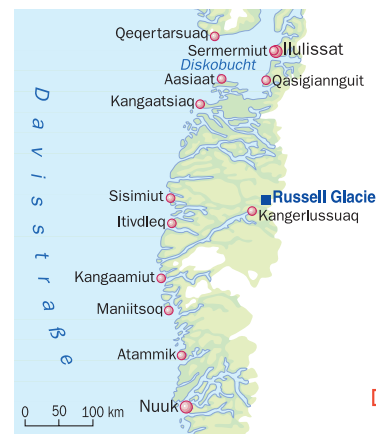 Qeqertarsuaq
Sermermiut
Ilulissat
Diskobucht
Aasiaat
Qasigiannguit
Kangaatsiaq
Davisstraße
Sisimiut
Russell Glacie
Itivdleq
Kangerlussuaq
Kangaamiut
Maniitsoq
Atammik
Nuuk
0 50 100 km